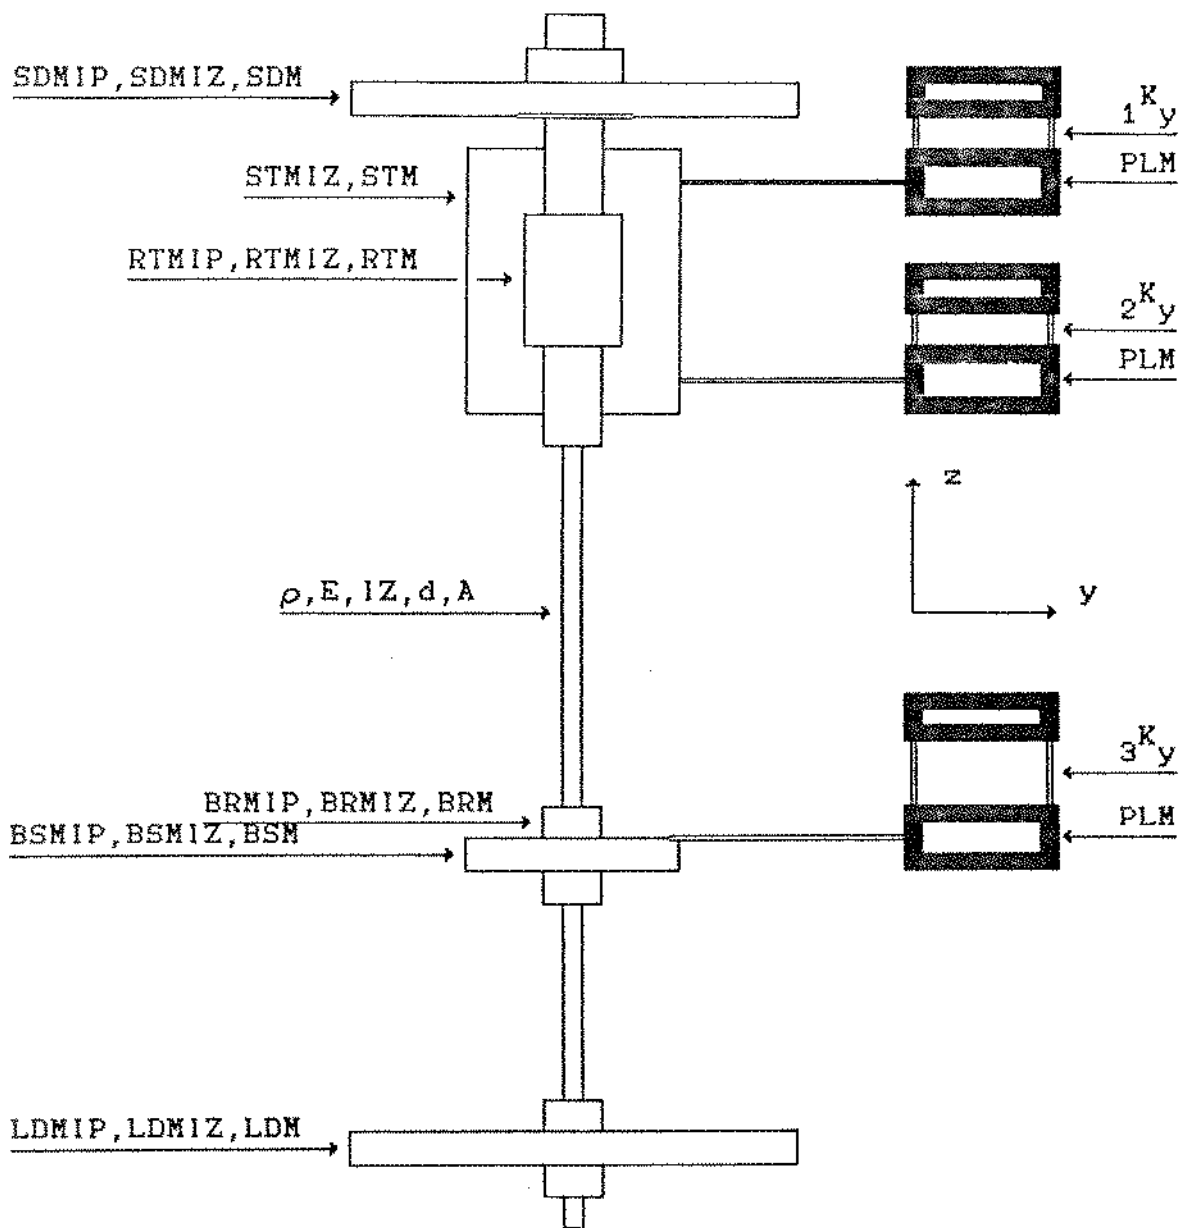 SDMIP,SDMIZ,SDM
1Ky
STMIZ,STM
PLM
RTMIP,RTMIZ,RTM
2Ky
PLM
z
ρ,E,IZ,d,A
y
3Ky
BRMIP,BRMIZ,BRM
PLM
BSMIP,BSMIZ,BSM
LDMIP,LDMIZ,LDM